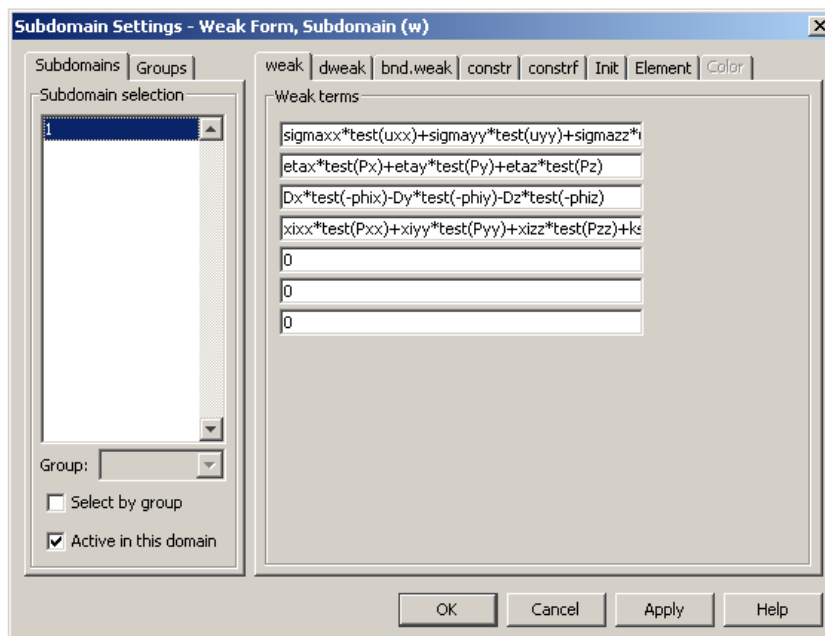 Subdomain Settings - Weak Form, Subdomain (w)
Subdomains Groups
weak dweak bnd.weak constr constrf Init Element Color
Subdomain selection
Weak terms
1
sigmaxx*test(uxx)+sigmayy*test(uyy)+sigmazz*
etax*test(Px)+etay*test(Py)+etaz*test(Pz)
Dx*test(-phix)-Dy*test(-phiy)-Dz*test(-phiz)
xixx*test(Pxx)+xiyy*test(Pyy)+xizz*test(Pzz)+ks
0
0
0
Group:
Select by group
Active in this domain
OK Cancel Apply Help